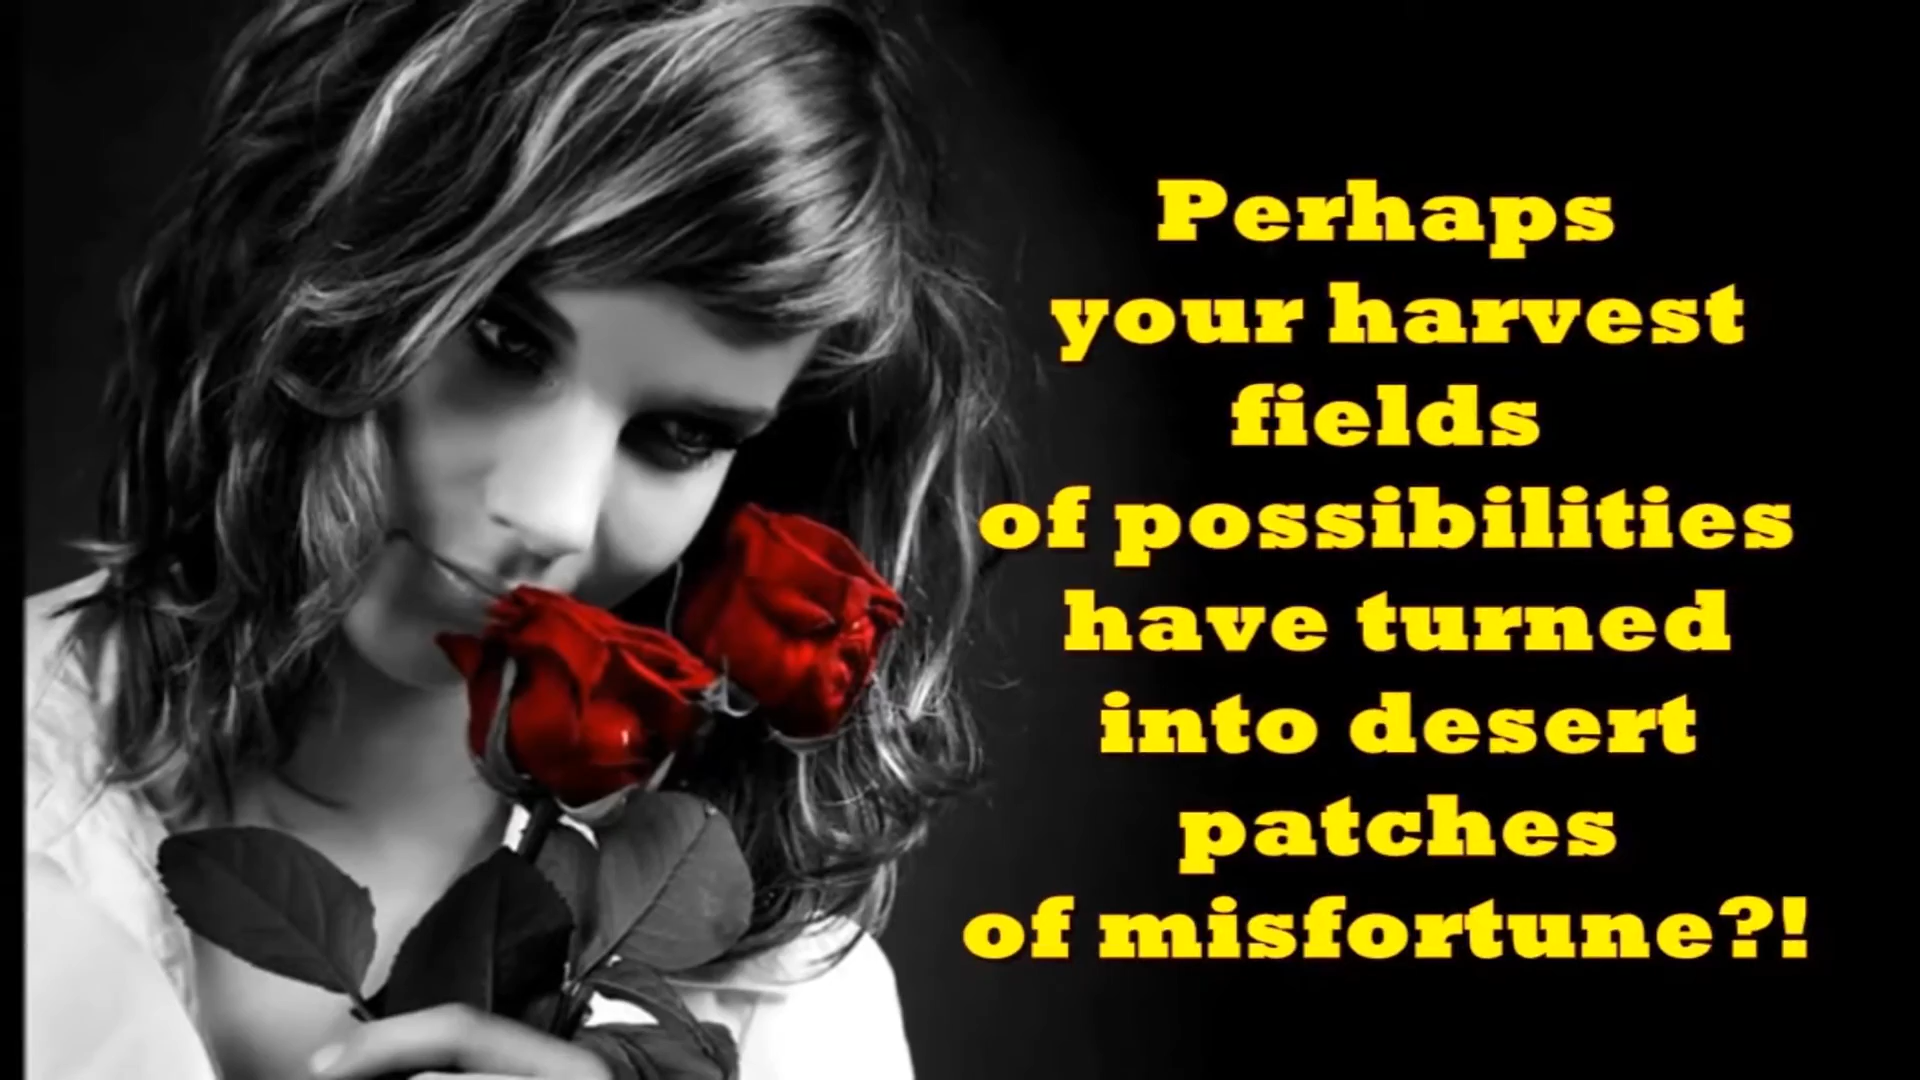 Perhaps
your harvest
fields
of possibilities
have turned
into desert
patches
of misfortune?!